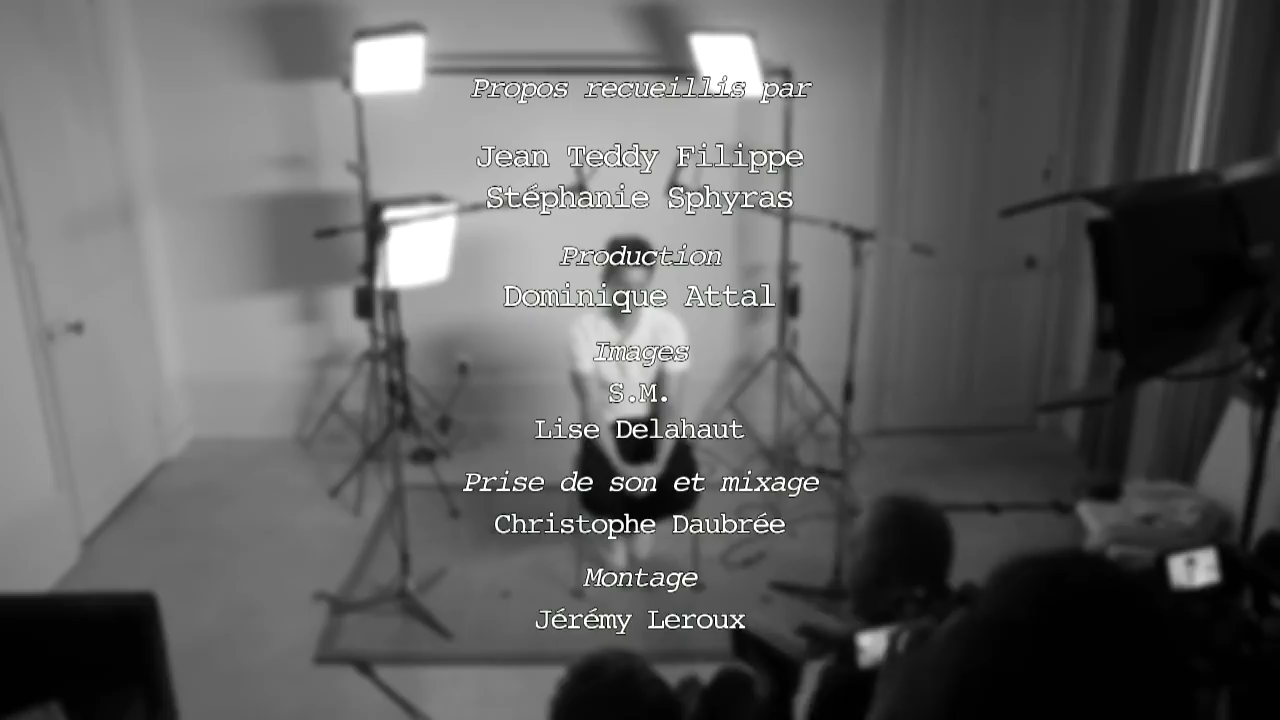 Propos recueillis par
Jean Teddy Filippe
Stéphanie Sphyras
Production
Dominique Attal
Images
S.M.
Lise Delahaut
Prise de son et mixage
Christophe Daubrée
Montage
Jérémy Leroux